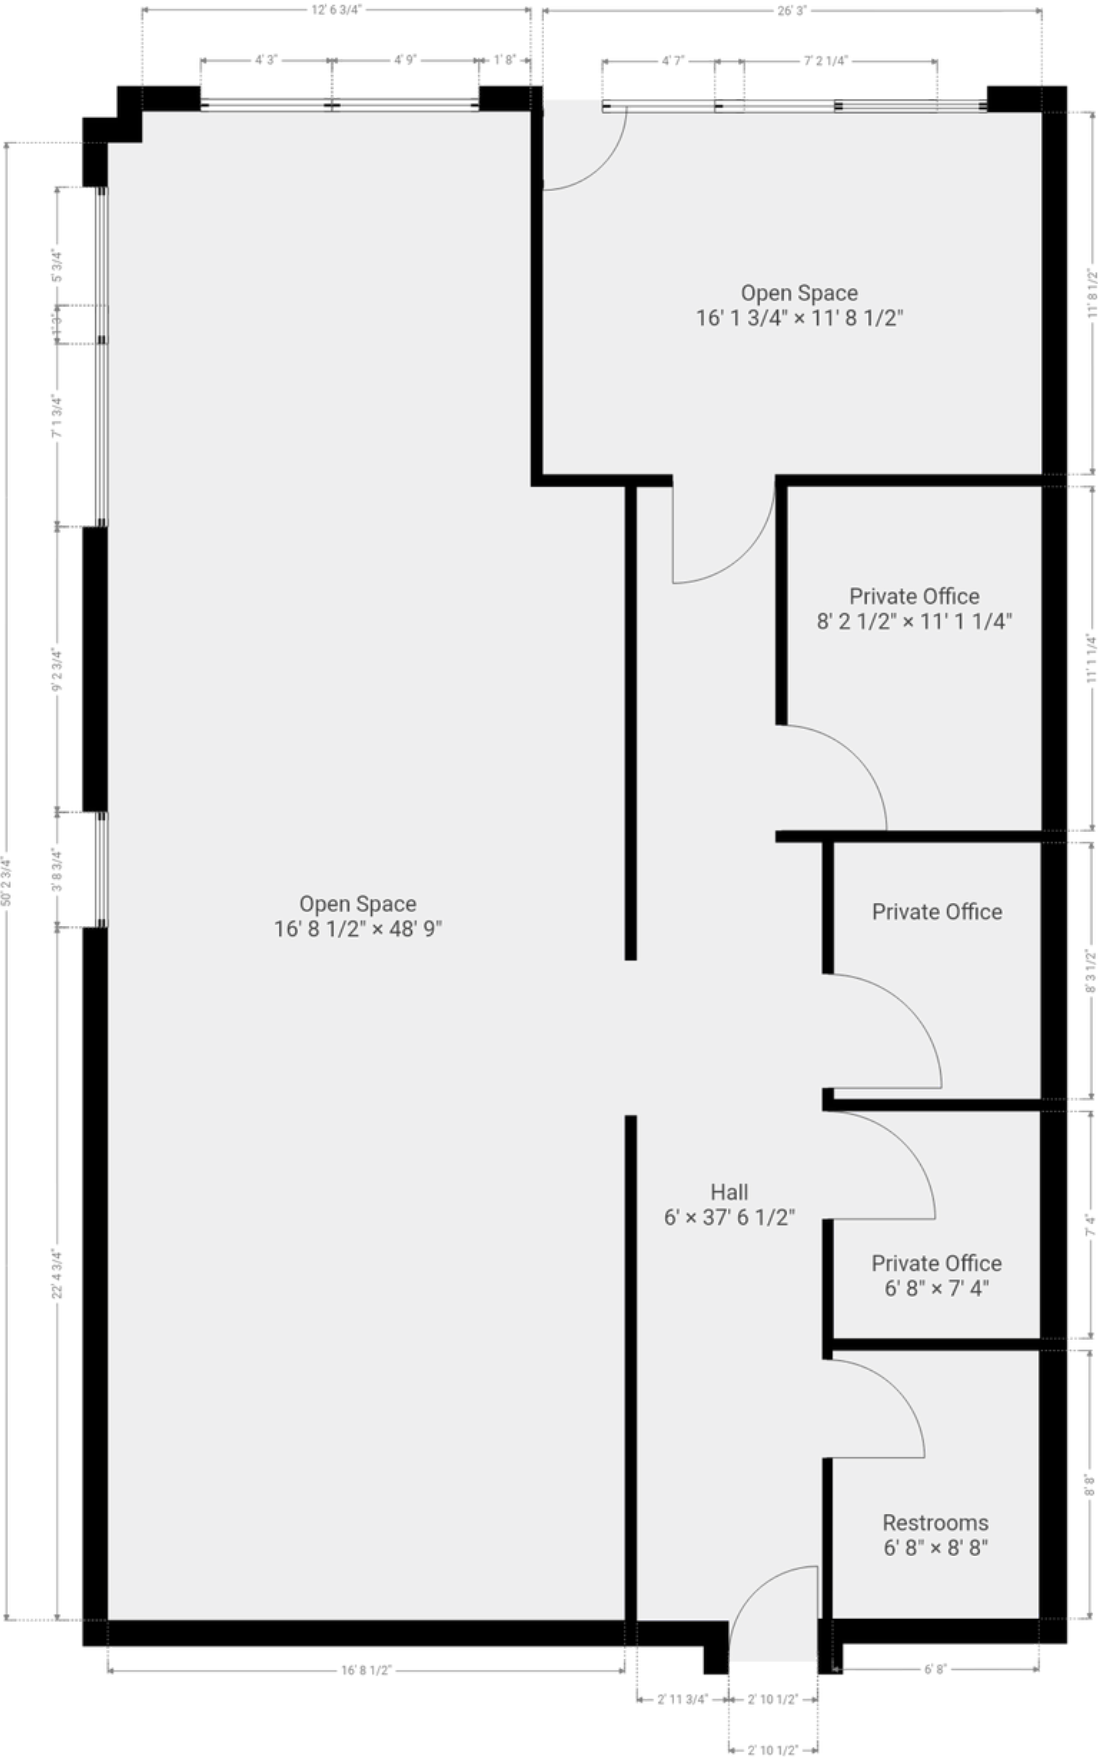 12' 6 3/4"
26' 3"
4' 3"
4' 9"
1' 8"
4' 7"
7' 2 1/4"
5' 3/4"
1' 3"
7' 1 3/4"
9' 2 3/4"
3' 8 3/4"
50' 2 3/4"
22' 4 3/4"
Open Space
16' 1 3/4" × 11' 8 1/2"
11' 8 1/2"
Private Office
8' 2 1/2" × 11' 1 1/4"
11' 1 1/4"
Open Space
16' 8 1/2" × 48' 9"
Private Office
8' 3 1/2"
Hall
6' × 37' 6 1/2"
Private Office
6' 8" × 7' 4"
7' 4"
Restrooms
6' 8" × 8' 8"
8' 8"
16' 8 1/2"
6' 8"
2' 11 3/4"
2' 10 1/2"
2' 10 1/2"